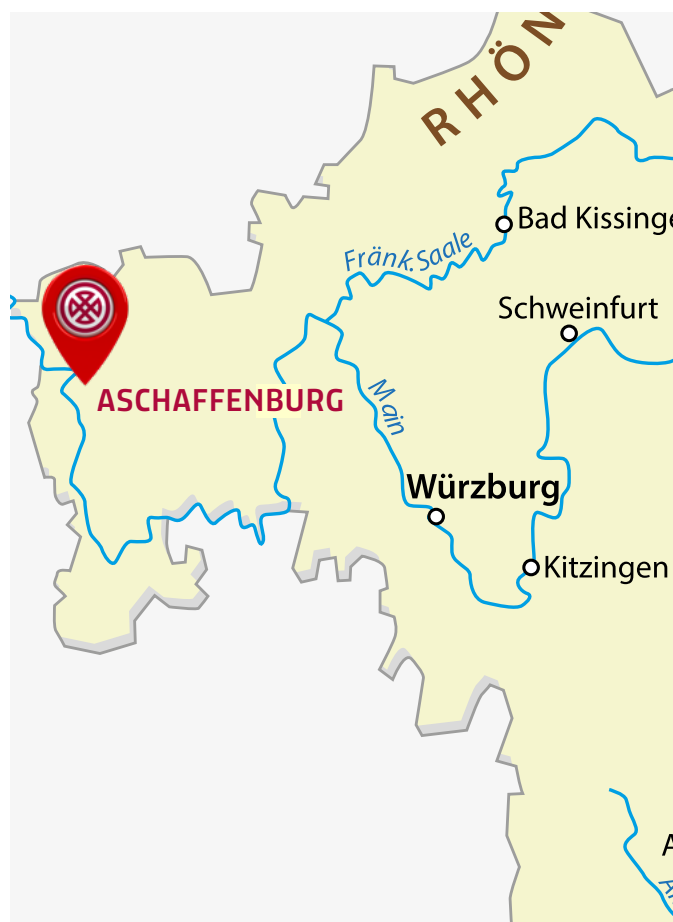 RHÖN
Bad Kissinge
Fränk.Saale
Schweinfurt
ASCHAFFENBURG
Main
Würzburg
Kitzingen
A